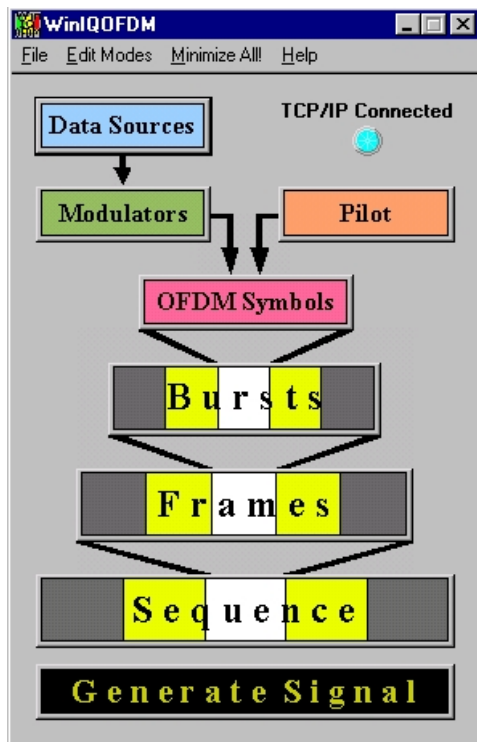 WinIQOFDM
File Edit Modes Minimize All! Help
TCP/IP Connected
Data Sources
Modulators
Pilot
OFDM Symbols
Bursts
Frames
Sequence
Generate Signal